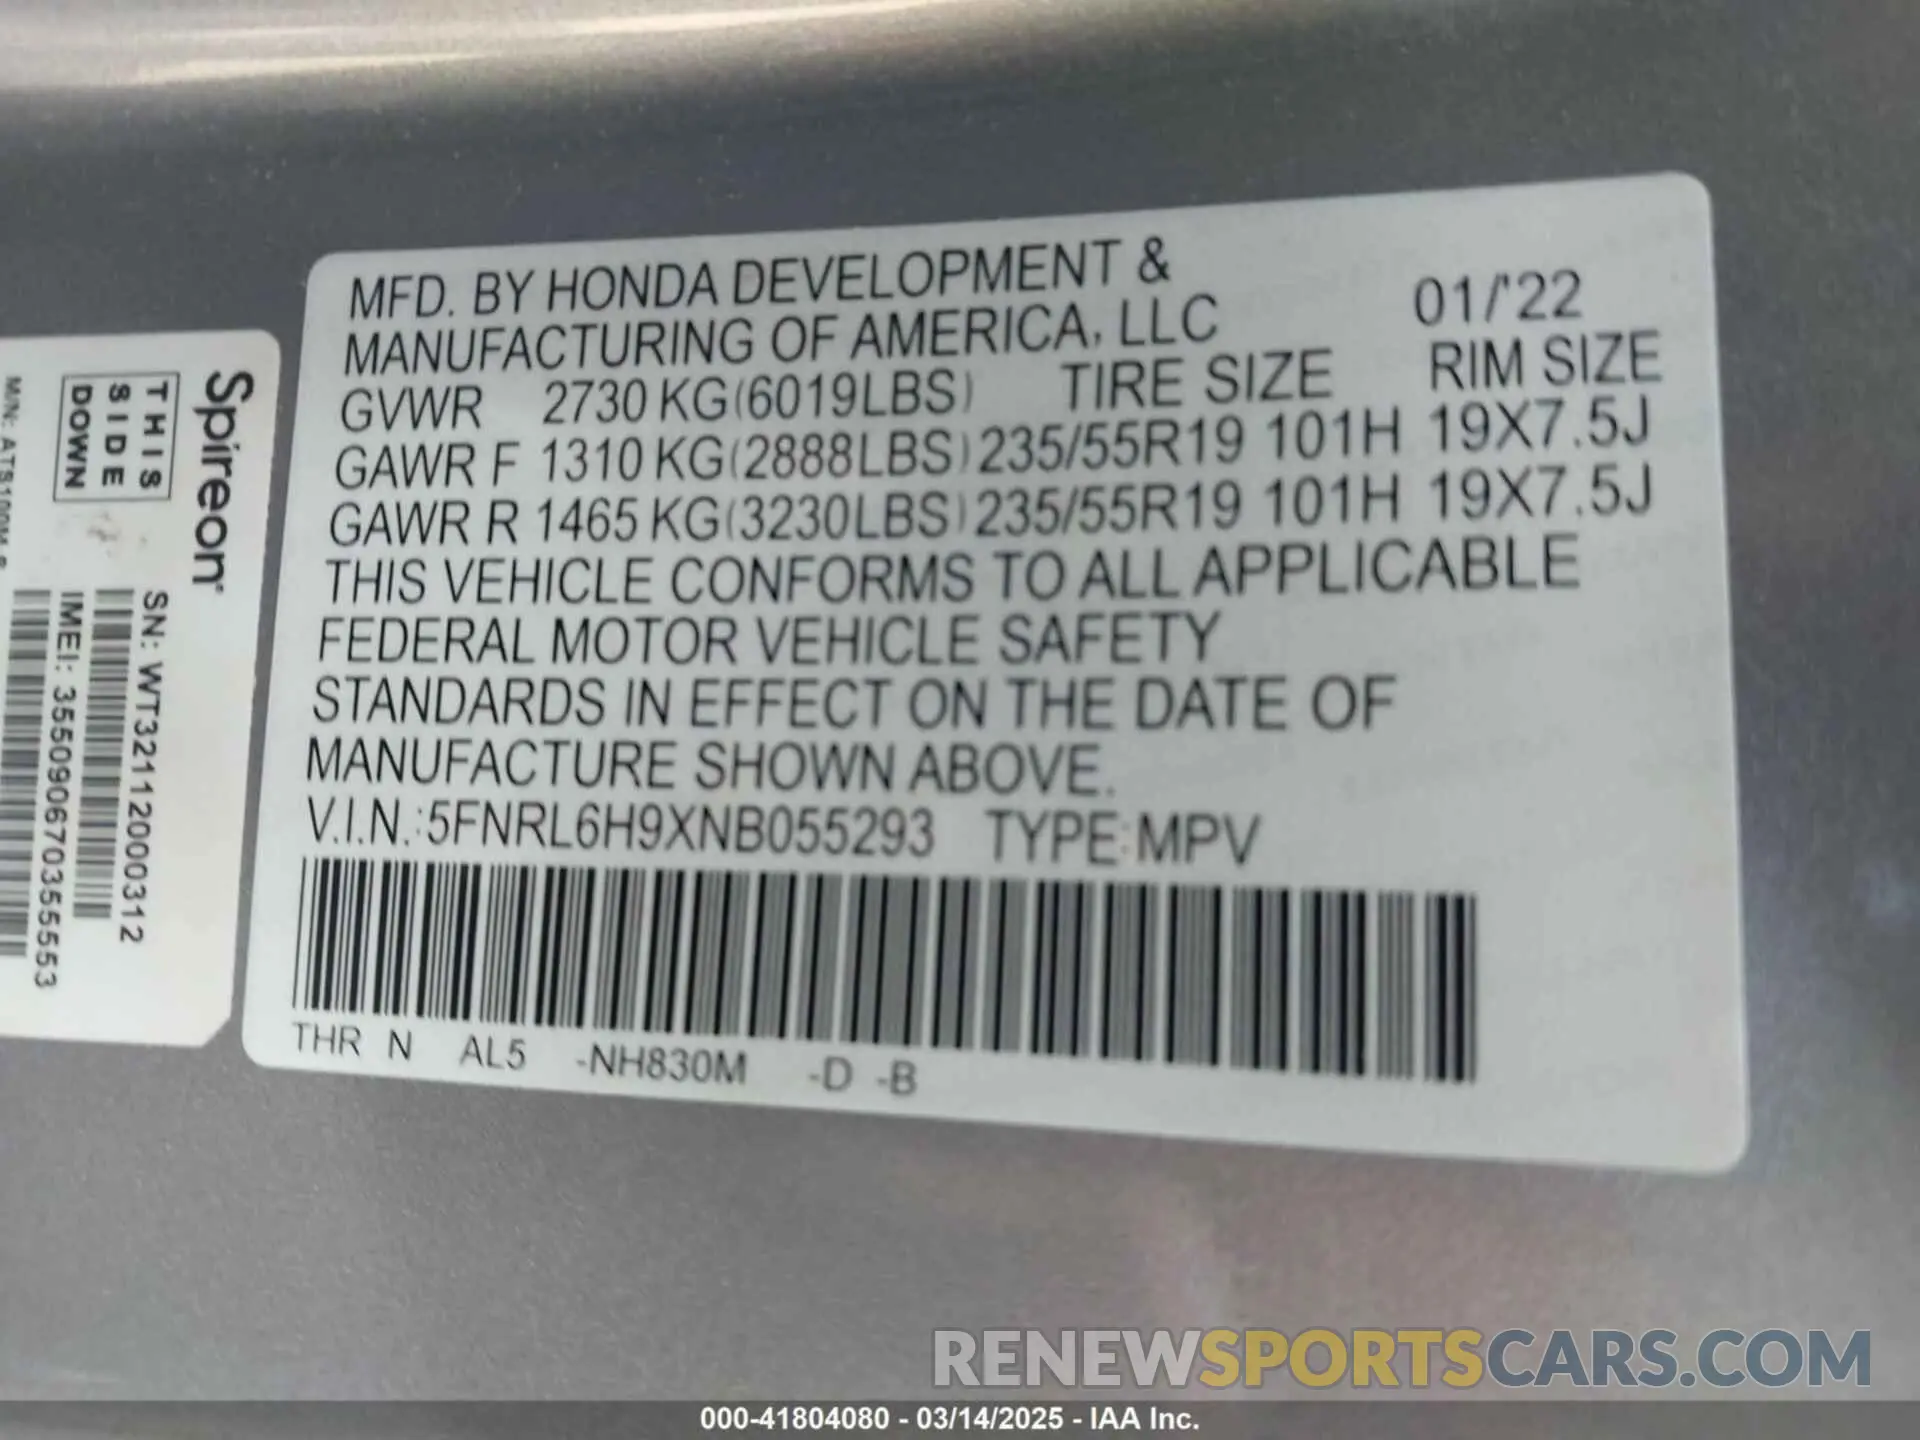 MFD. BY HONDA DEVELOPMENT &
MANUFACTURING OF AMERICA, LLC 01/'22
GVWR 2730 KG(6019LBS) TIRE SIZE RIM SIZE
GAWR F 1310 KG(2888LBS) 235/55R19 101H 19X7.5J
GAWR R 1465 KG(3230LBS) 235/55R19 101H 19X7.5J
THIS VEHICLE CONFORMS TO ALL APPLICABLE
FEDERAL MOTOR VEHICLE SAFETY
STANDARDS IN EFFECT ON THE DATE OF
MANUFACTURE SHOWN ABOVE.
V.I.N.:5FNRL6H9XNB055293 TYPE:MPV
THR N AL5 -NH830M -D -B
Spireon
THIS
SIDE
DOWN
SN: WT32112000312
IMEI: 355090670355553
M/N:
RENEWSPORTSCARS.COM
000-41804080 - 03/14/2025 - IAA Inc.